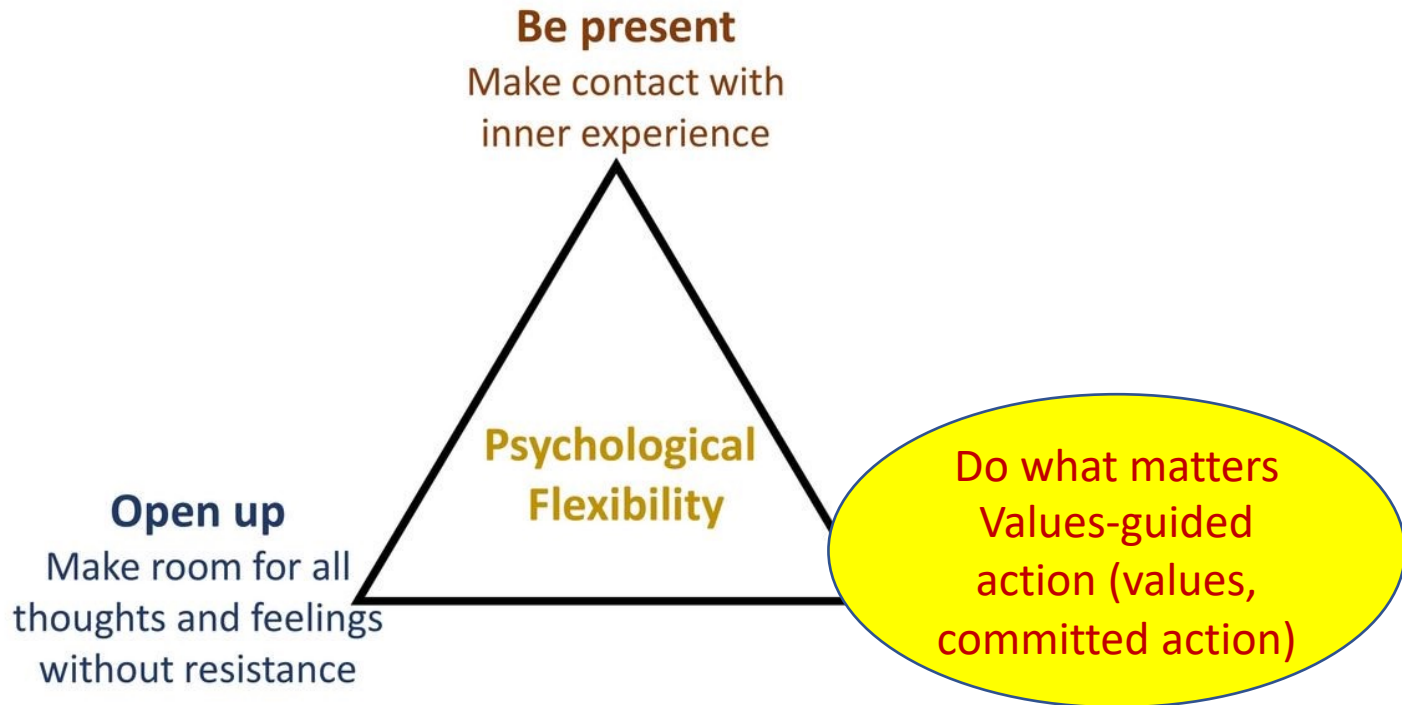 Be present
Make contact with
inner experience
Psychological
Flexibility
Open up
Make room for all
thoughts and feelings
without resistance
Do what matters
Values-guided
action (values,
committed action)